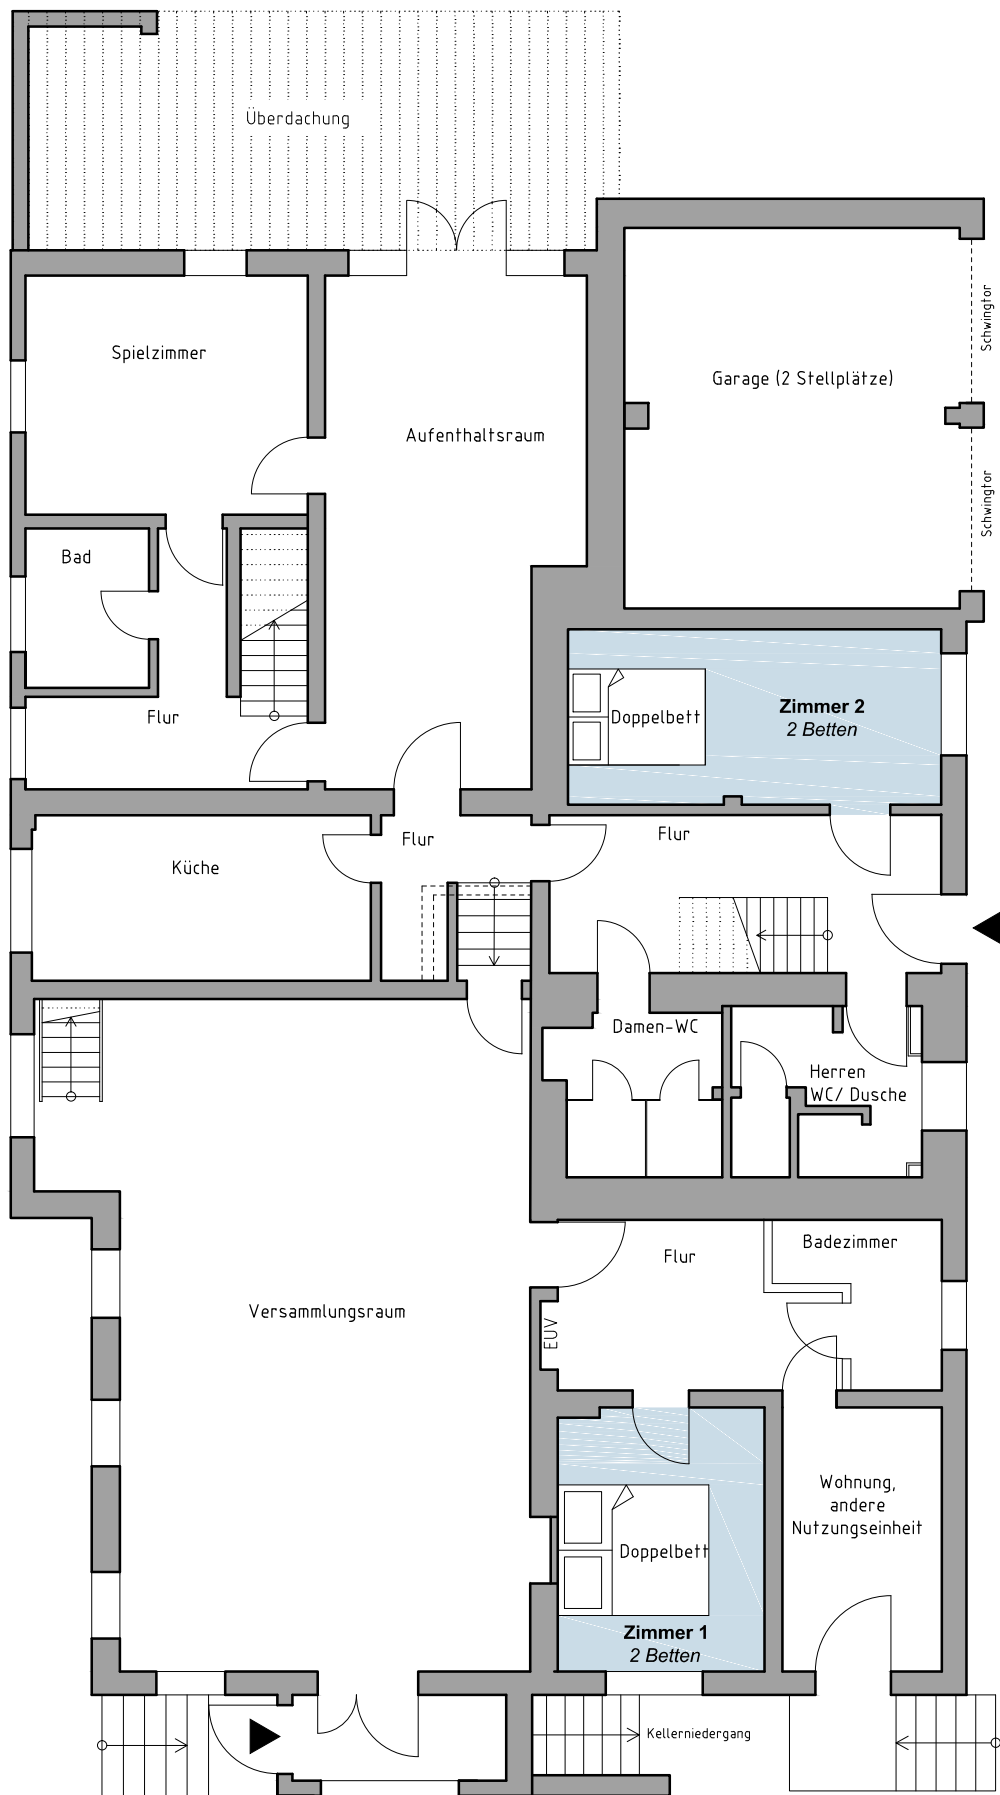 Überdachung
Schwingtor
Spielzimmer
Garage (2 Stellplätze)
Aufenthaltsraum
Schwingtor
Bad
Zimmer 2
Doppelbett
2 Betten
Flur
Flur
Flur
Küche
Damen-WC
Herren
WC/ Dusche
Badezimmer
Flur
Versammlungsraum
EUV
Wohnung,
andere
Nutzungseinheit
Doppelbett
Zimmer 1
2 Betten
Kellerniedergang